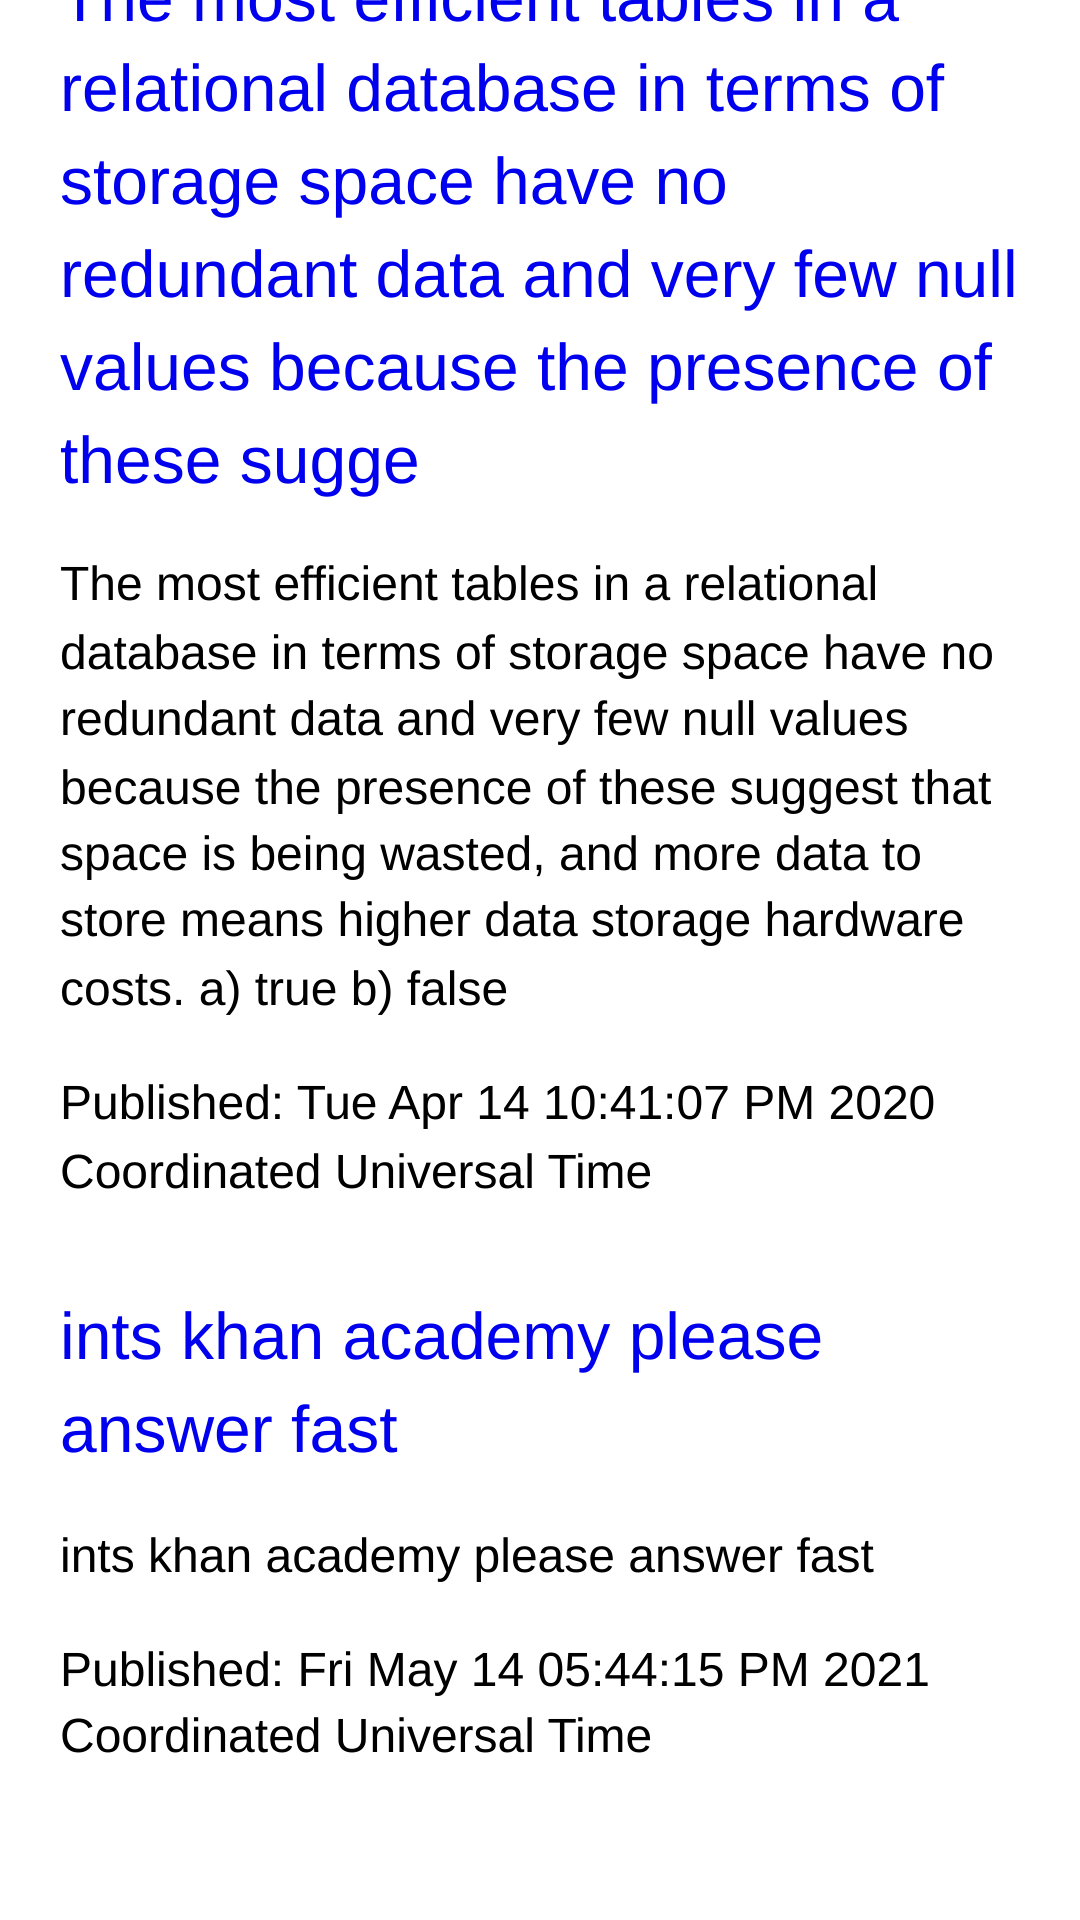 The most efficient tables in a
relational database in terms of
storage space have no
redundant data and very few null
values because the presence of
these sugge
The most efficient tables in a relational
database in terms of storage space have no
redundant data and very few null values
because the presence of these suggest that
space is being wasted, and more data to
store means higher data storage hardware
costs. a) true b) false
Published: Tue Apr 14 10:41:07 PM 2020
Coordinated Universal Time
ints khan academy please
answer fast
ints khan academy please answer fast
Published: Fri May 14 05:44:15 PM 2021
Coordinated Universal Time